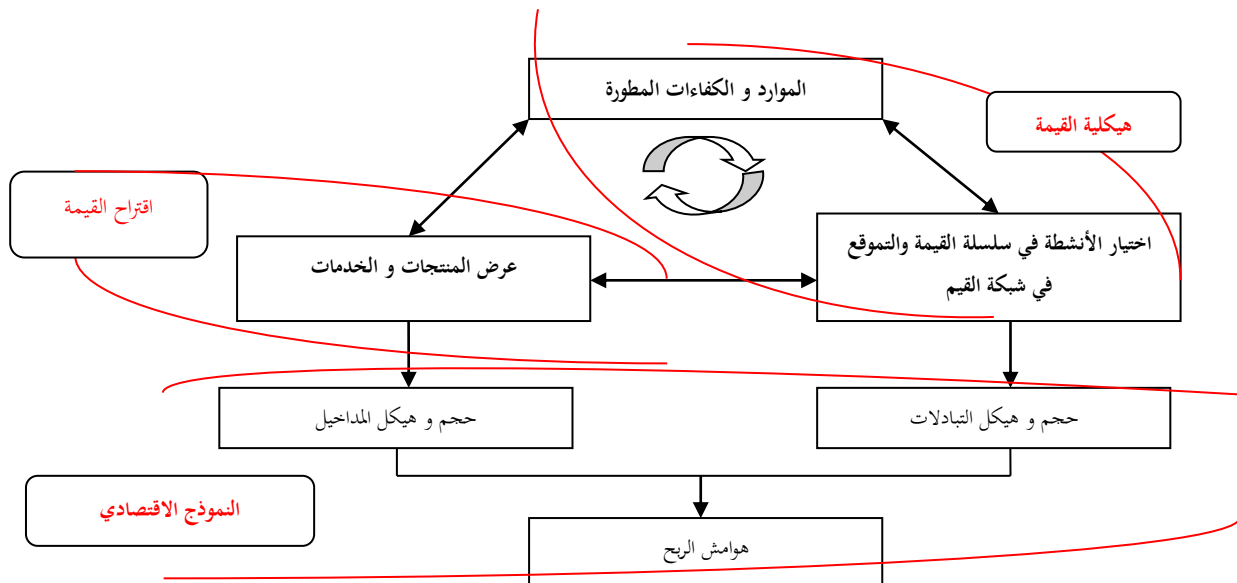 الموارد و الكفاءات المطورة
هيكلية القيمة
اقتراح القيمة
اختيار الأنشطة في سلسلة القيمة والتموقع
في شبكة القيم
عرض المنتجات و الخدمات
حجم و هيكل التبادلات
حجم و هيكل المداخيل
النموذج الاقتصادي
هوامش الربح